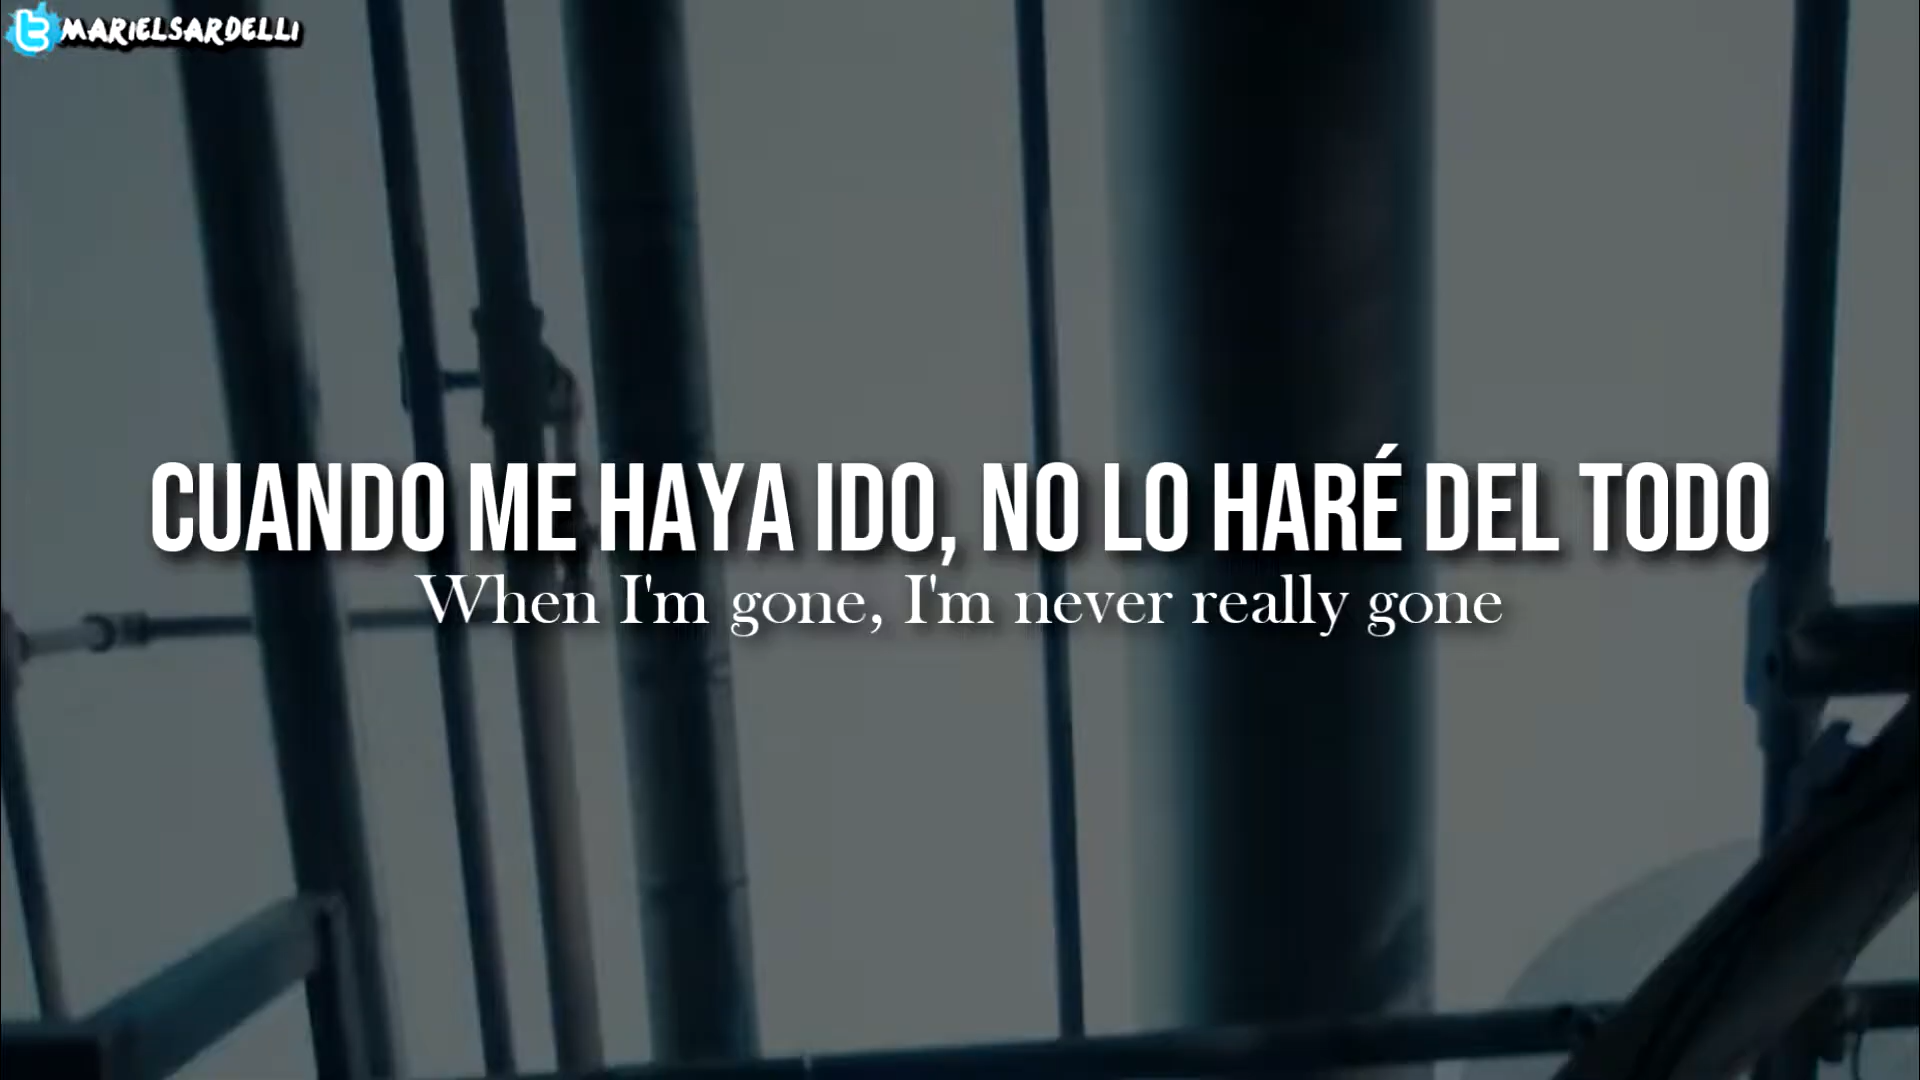 MARIELSARDELLI
CUANDO ME HAYA IDO, NO LO HARÉ DEL TODO
When I'm gone, I'm never really gone